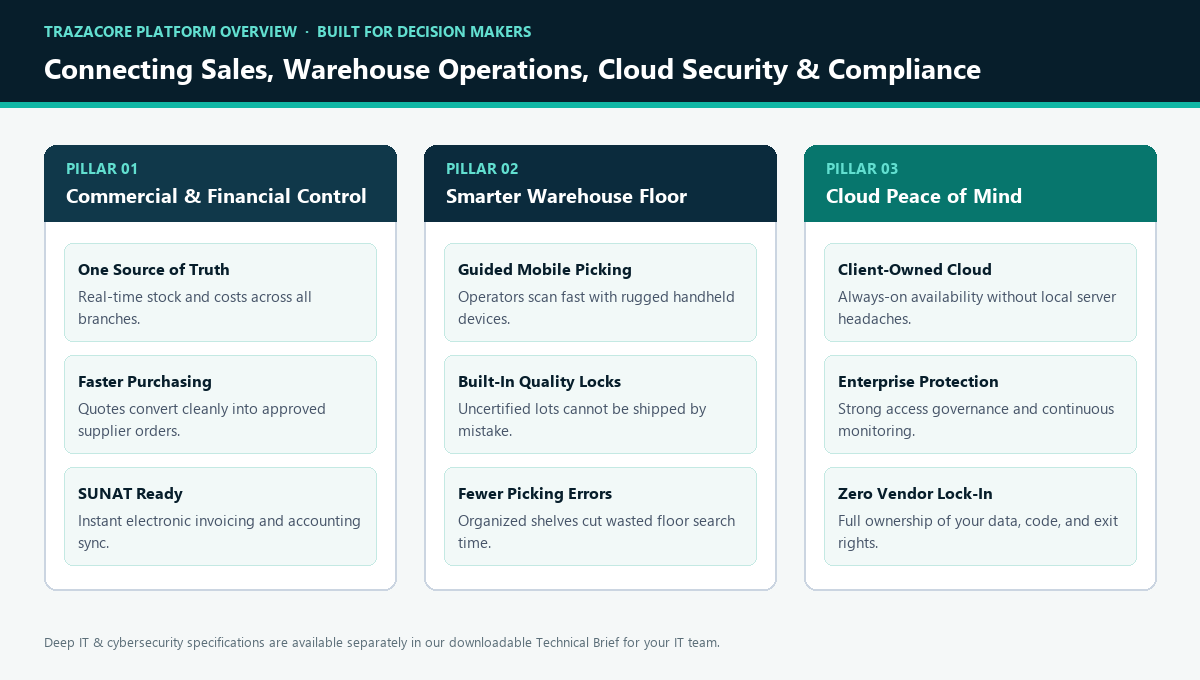 TRAZACORE PLATFORM OVERVIEW · BUILT FOR DECISION MAKERS
Connecting Sales, Warehouse Operations, Cloud Security & Compliance
PILLAR 01
Commercial & Financial Control
One Source of Truth
Real-time stock and costs across all
branches.
Faster Purchasing
Quotes convert cleanly into approved
supplier orders.
SUNAT Ready
Instant electronic invoicing and accounting
sync.
PILLAR 02
Smarter Warehouse Floor
Guided Mobile Picking
Operators scan fast with rugged handheld
devices.
Built-In Quality Locks
Uncertified lots cannot be shipped by
mistake.
Fewer Picking Errors
Organized shelves cut wasted floor search
time.
PILLAR 03
Cloud Peace of Mind
Client-Owned Cloud
Always-on availability without local server
headaches.
Enterprise Protection
Strong access governance and continuous
monitoring.
Zero Vendor Lock-In
Full ownership of your data, code, and exit
rights.
Deep IT & cybersecurity specifications are available separately in our downloadable Technical Brief for your IT team.